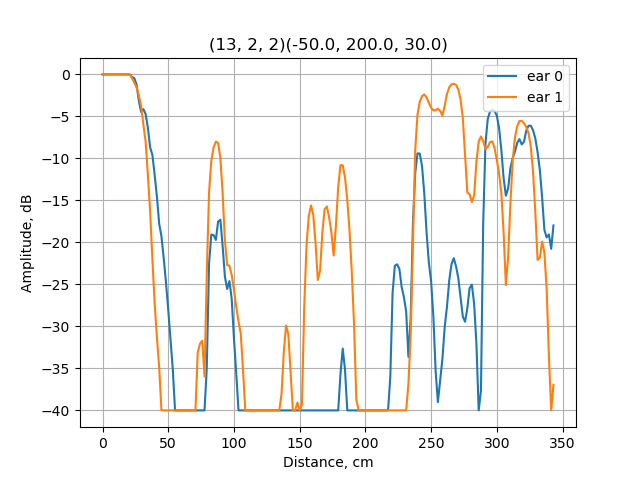 (13, 2, 2)(-50.0, 200.0, 30.0)
ear 0
ear 1
Amplitude, dB
0
−5
−10
−15
−20
−25
−30
−35
−40
0 50 100 150 200 250 300 350
Distance, cm